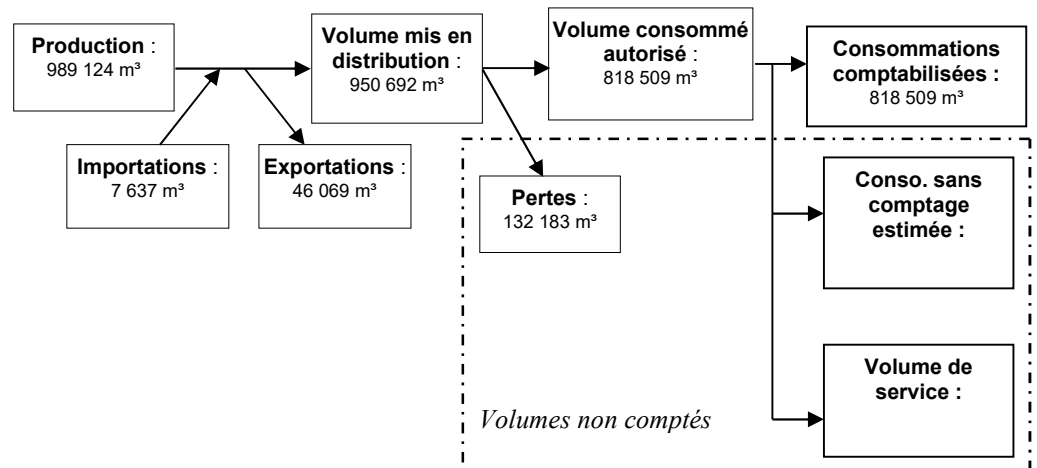 Production :
989 124 m³
Volume mis en
distribution :
950 692 m³
Volume consommé
autorisé :
818 509 m³
Consommations
comptabilisées :
818 509 m³
Importations :
7 637 m³
Exportations :
46 069 m³
Pertes :
132 183 m³
Conso. sans
comptage
estimée :
Volume de
service :
Volumes non comptés